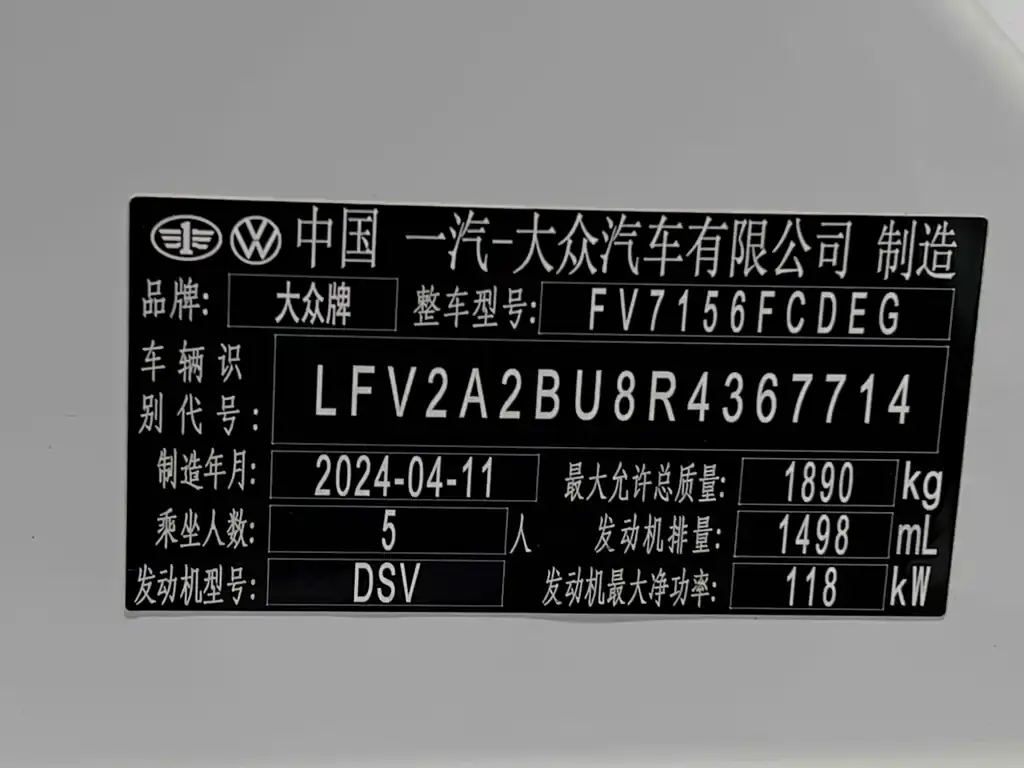 中国 一汽-大众汽车有限公司 制造
品牌: 大众牌 整车型号: FV7156FCDEG
车辆识别代号: LFV2A2BU8R4367714
制造年月: 2024-04-11 最大允许总质量: 1890 kg
乘坐人数: 5 人 发动机排量: 1498 mL
发动机型号: DSV 发动机最大净功率: 118 kW